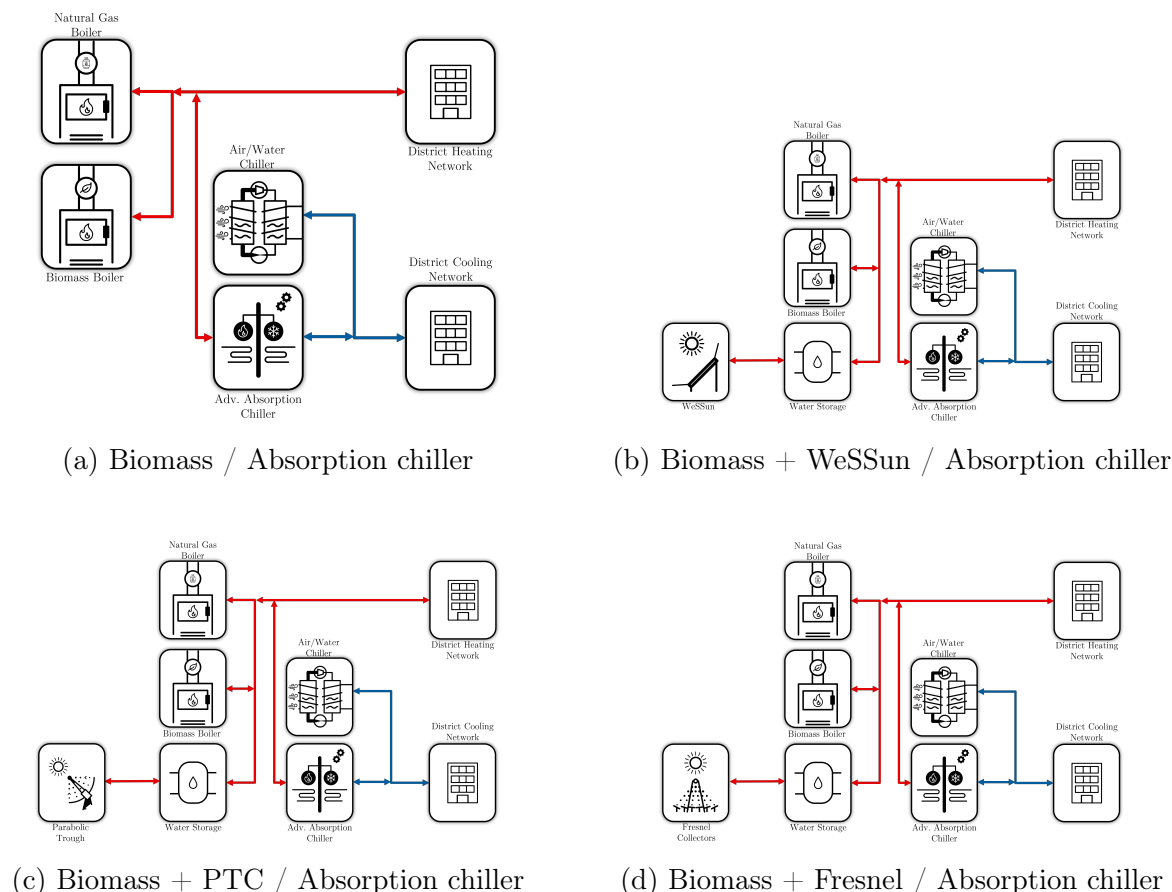 Natural Gas
Boiler
Air/Water
Chiller
District Heating
Network
Biomass Boiler
District Cooling
Network
Adv. Absorption
Chiller
(a) Biomass / Absorption chiller
Natural Gas
Boiler
District Heating
Network
Air/Water
Chiller
Biomass Boiler
District Cooling
Network
WeSSun
Water Storage
Adv. Absorption
Chiller
(b) Biomass + WeSSun / Absorption chiller
Natural Gas
Boiler
District Heating
Network
Air/Water
Chiller
Biomass Boiler
District Cooling
Network
Parabolic
Trough
Water Storage
Adv. Absorption
Chiller
(c) Biomass + PTC / Absorption chiller
Natural Gas
Boiler
District Heating
Network
Air/Water
Chiller
Biomass Boiler
District Cooling
Network
Fresnel
Collectors
Water Storage
Adv. Absorption
Chiller
(d) Biomass + Fresnel / Absorption chiller